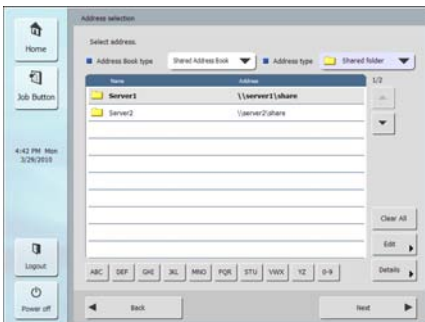 Address selection
Home
Select address.
Address Book type
Shared Address Book
Address type
Shared folder
Job Button
Name
Address
1/2
Server1
\\server1\share
Server2
\\server2\share
4:42 PM Mon
3/29/2010
Clear All
Edit
Logout
ABC
DEF
GHI
JKL
MNO
PQR
STU
VWX
YZ
0-9
Details
Power off
Back
Next